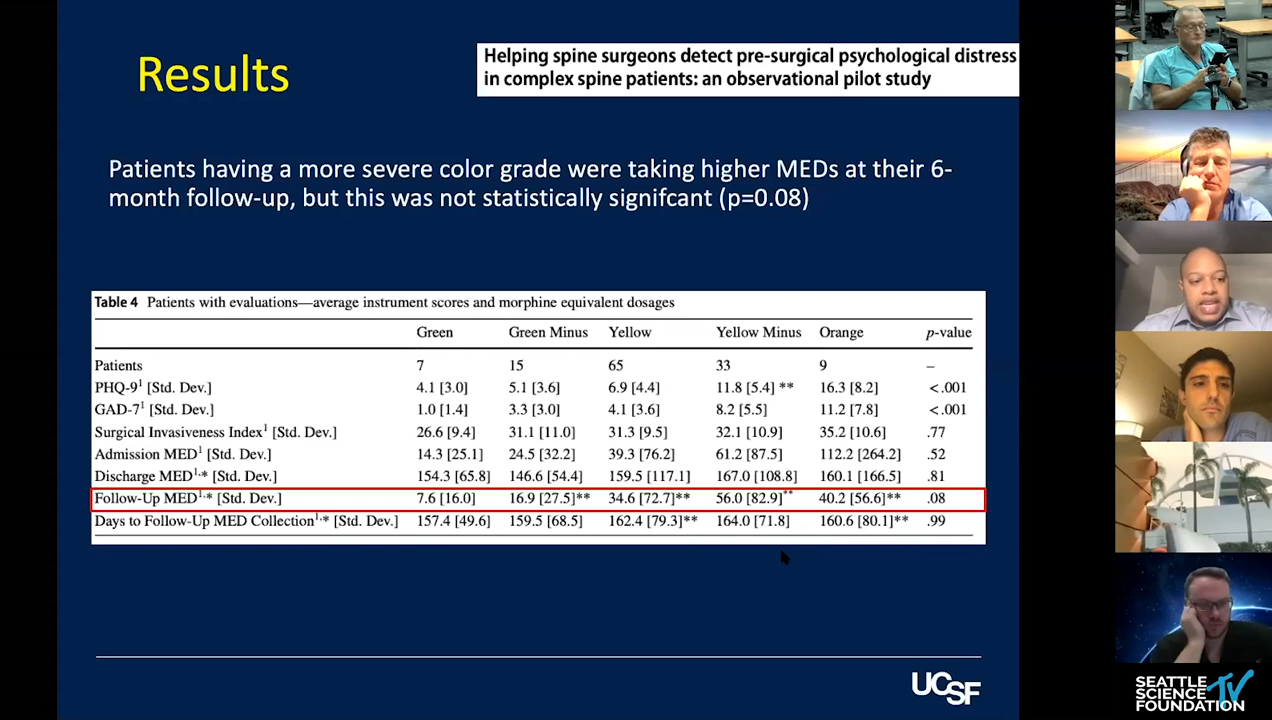 Results
Helping spine surgeons detect pre-surgical psychological distress
in complex spine patients: an observational pilot study
Patients having a more severe color grade were taking higher MEDs at their 6-
month follow-up, but this was not statistically signifcant (p=0.08)
Table 4 Patients with evaluations—average instrument scores and morphine equivalent dosages
Green Green Minus Yellow Yellow Minus Orange p-value
Patients 7 15 65 33 9 –
PHQ-9¹ [Std. Dev.] 4.1 [3.0] 5.1 [3.6] 6.9 [4.4] 11.8 [5.4] ** 16.3 [8.2] <.001
GAD-7¹ [Std. Dev.] 1.0 [1.4] 3.3 [3.0] 4.1 [3.6] 8.2 [5.5] 11.2 [7.8] <.001
Surgical Invasiveness Index¹ [Std. Dev.] 26.6 [9.4] 31.1 [11.0] 31.3 [9.5] 32.1 [10.9] 35.2 [10.6] .77
Admission MED¹ [Std. Dev.] 14.3 [25.1] 24.5 [32.2] 39.3 [76.2] 61.2 [87.5] 112.2 [264.2] .52
Discharge MED¹,* [Std. Dev.] 154.3 [65.8] 146.6 [54.4] 159.5 [117.1] 167.0 [108.8] 160.1 [166.5] .81
Follow-Up MED¹,* [Std. Dev.] 7.6 [16.0] 16.9 [27.5]** 34.6 [72.7]** 56.0 [82.9]** 40.2 [56.6]** .08
Days to Follow-Up MED Collection¹,* [Std. Dev.] 157.4 [49.6] 159.5 [68.5] 162.4 [79.3]** 164.0 [71.8] 160.6 [80.1]** .99
UCSF
SEATTLE
SCIENCE
FOUNDATION
TV